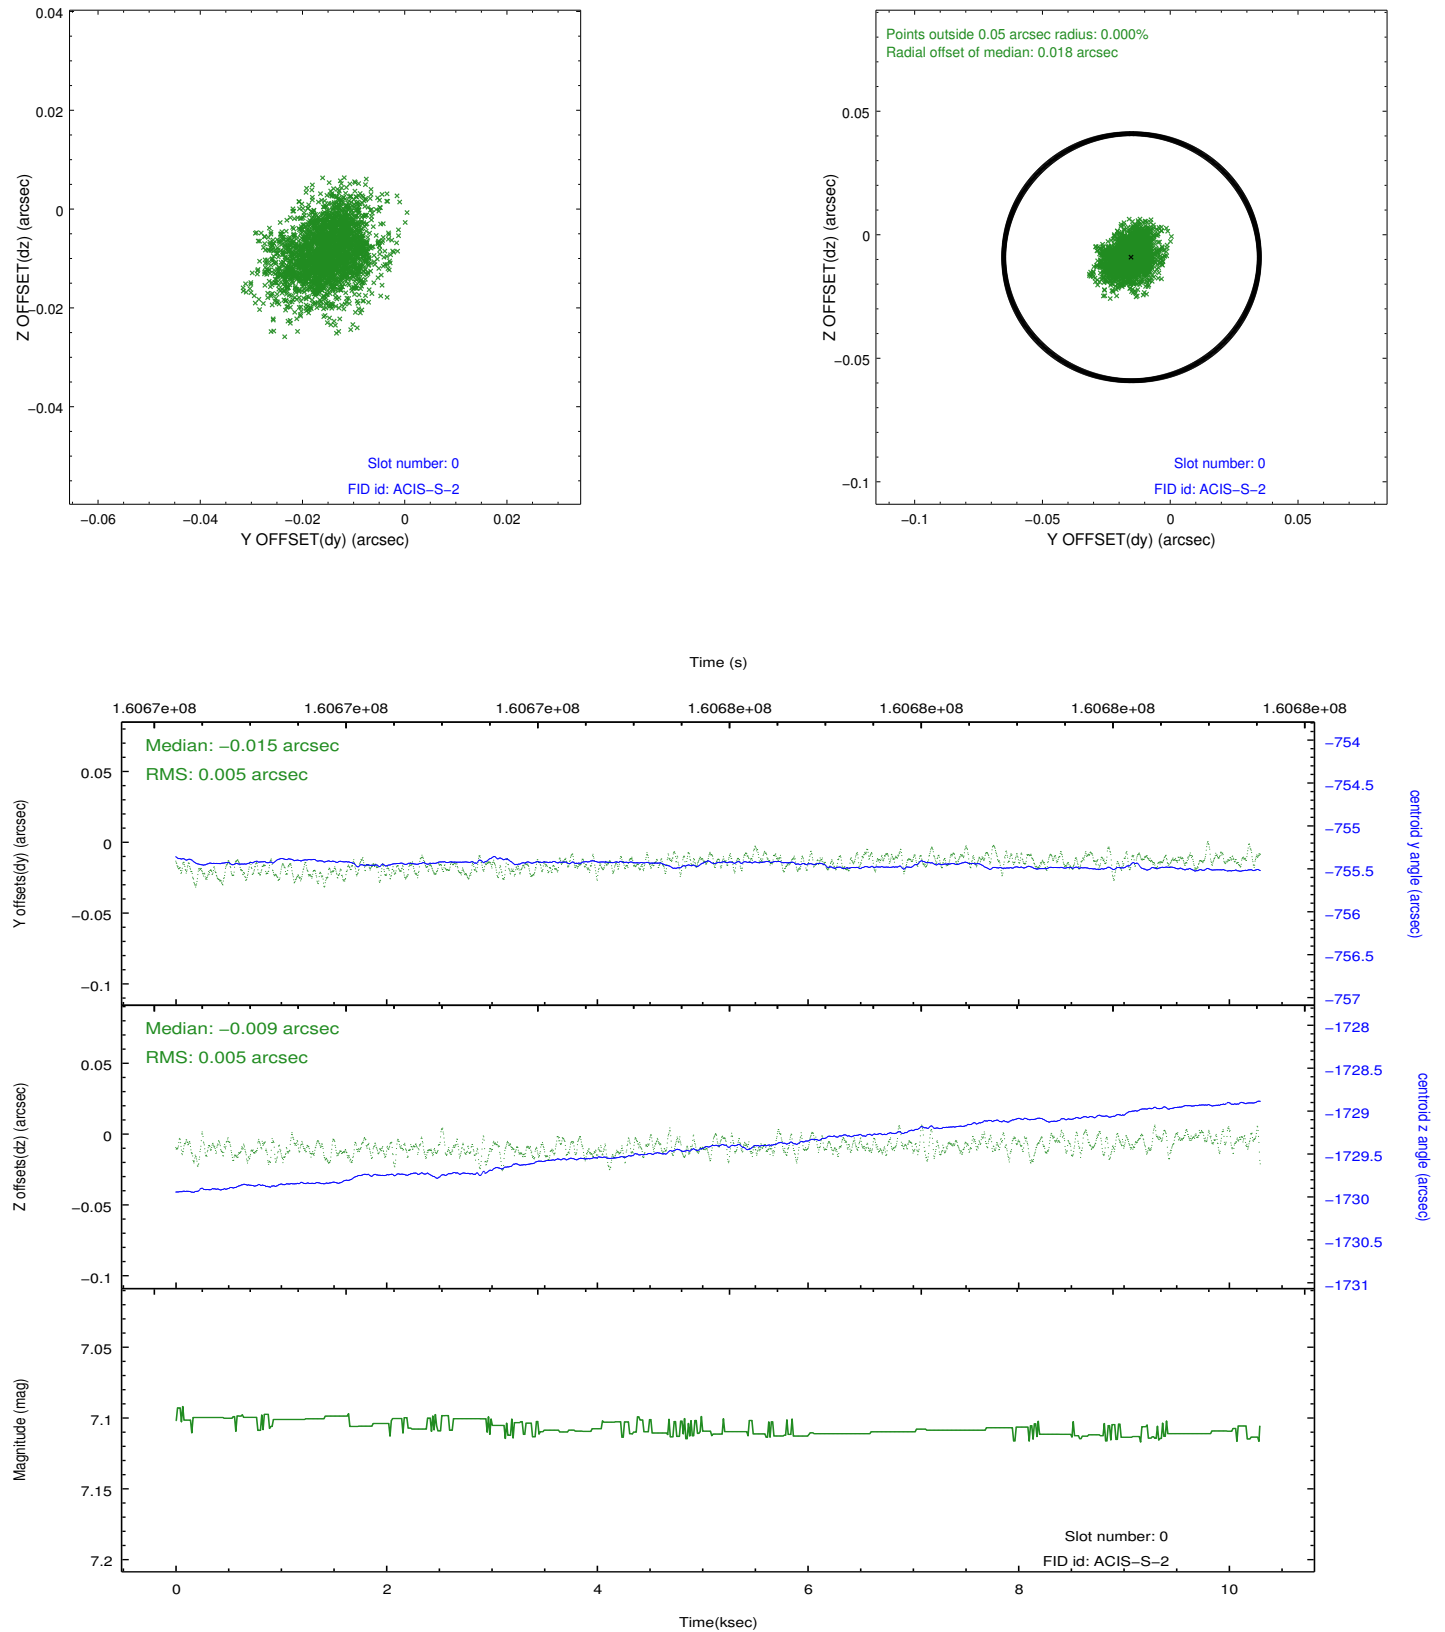 0.04
0.02
0
−0.02
−0.04
Z OFFSET(dz) (arcsec)
Slot number: 0
FID id: ACIS−S−2
−0.06
−0.04
−0.02
0
0.02
Y OFFSET(dy) (arcsec)
Points outside 0.05 arcsec radius: 0.000%
Radial offset of median: 0.018 arcsec
0.05
0
−0.05
−0.1
Z OFFSET(dz) (arcsec)
Slot number: 0
FID id: ACIS−S−2
−0.1
−0.05
0
0.05
Y OFFSET(dy) (arcsec)
Time (s)
1.6067e+08
1.6067e+08
1.6067e+08
1.6068e+08
1.6068e+08
1.6068e+08
1.6068e+08
Median: −0.015 arcsec
RMS: 0.005 arcsec
0.05
0
−0.05
−0.1
Y offsets(dy) (arcsec)
−754
−754.5
−755
−755.5
−756
−756.5
−757
centroid y angle (arcsec)
Median: −0.009 arcsec
RMS: 0.005 arcsec
0.05
0
−0.05
−0.1
Z offsets(dz) (arcsec)
−1728
−1728.5
−1729
−1729.5
−1730
−1730.5
−1731
centroid z angle (arcsec)
7.05
7.1
7.15
7.2
Magnitude (mag)
Slot number: 0
FID id: ACIS−S−2
0
2
4
6
8
10
Time(ksec)